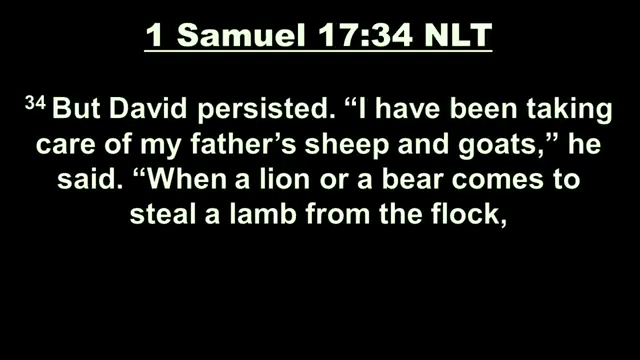 1 Samuel 17:34 NLT
34 But David persisted. “I have been taking
care of my father’s sheep and goats,” he
said. “When a lion or a bear comes to
steal a lamb from the flock,